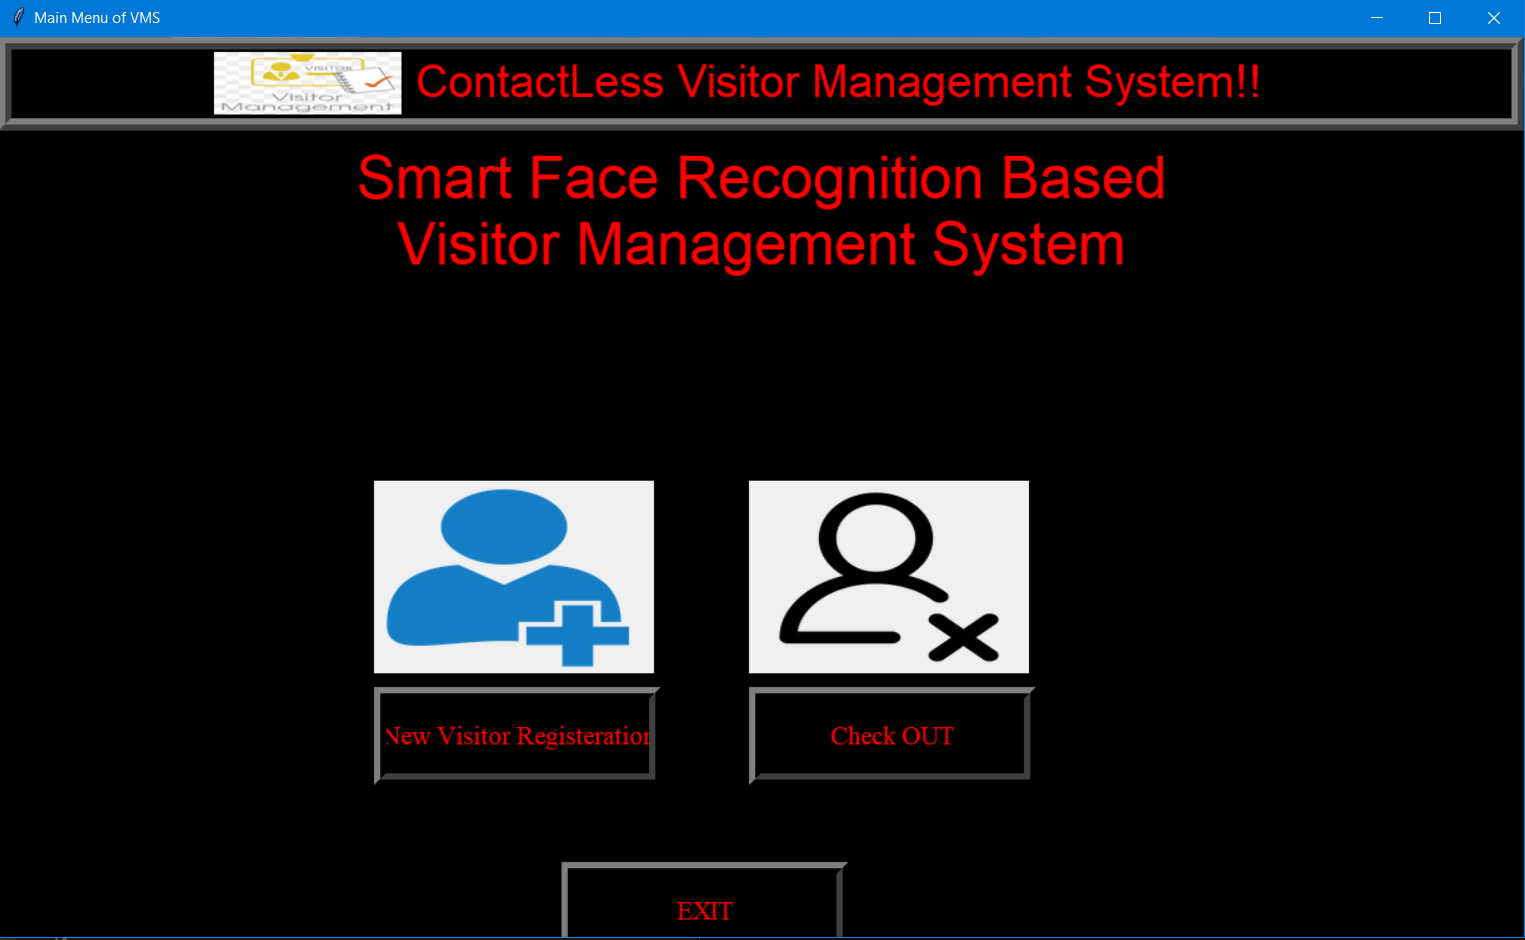 Main Menu of VMS
VISITOR
Visitor
Management
ContactLess Visitor Management System!!
Smart Face Recognition Based
Visitor Management System
New Visitor Registeration
Check OUT
EXIT